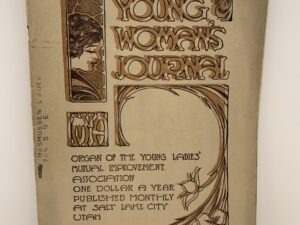 YOUNG
WOMAN'S
JOURNAL
MIA
ORGAN OF THE YOUNG LADIES'
MUTUAL IMPROVEMENT
ASSOCIATION
ONE DOLLAR A YEAR
PUBLISHED MONTHLY
AT SALT LAKE CITY
UTAH
RASMUSSEN